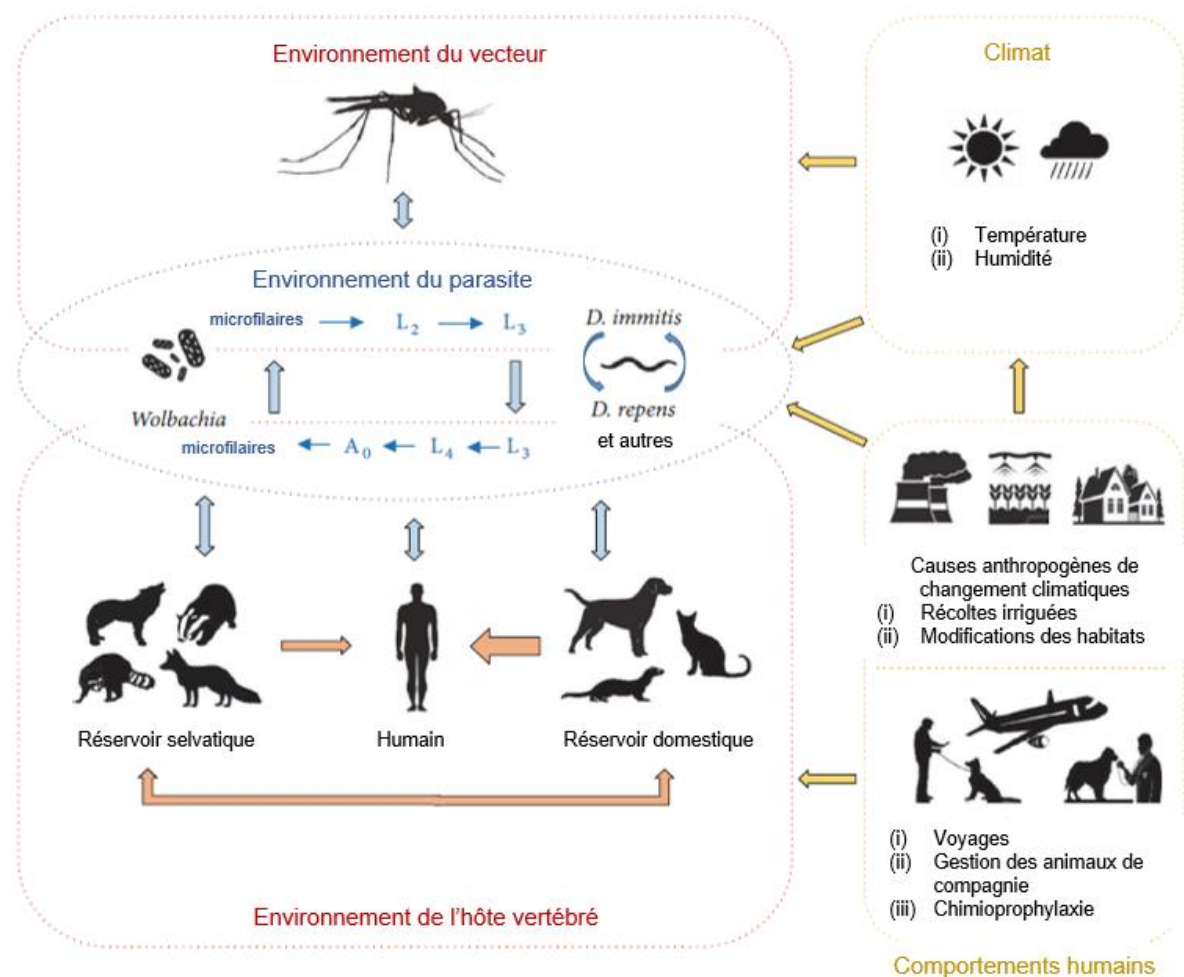 Environnement du vecteur
Climat
(i) Température
(ii) Humidité
Environnement du parasite
microfilaires L2 L3
D. immitis
Wolbachia
D. repens
et autres
microfilaires A0 L4 L3
Causes anthropogènes de
changement climatiques
(i) Récoltes irriguées
(ii) Modifications des habitats
Réservoir selvatique
Humain
Réservoir domestique
(i) Voyages
(ii) Gestion des animaux de
compagnie
(iii) Chimioprophylaxie
Environnement de l'hôte vertébré
Comportements humains